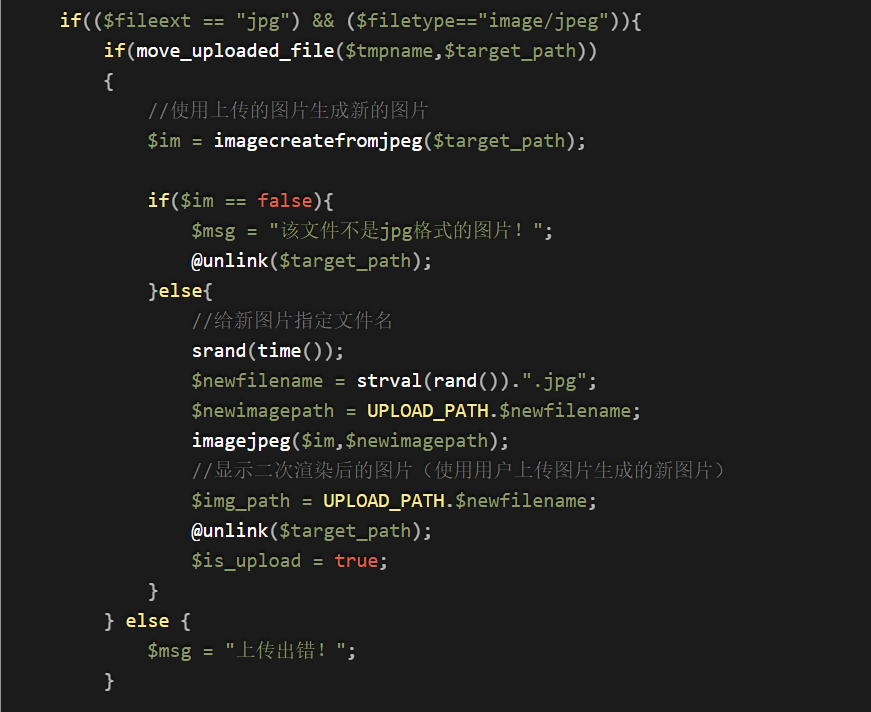 if(($fileext == "jpg") && ($filetype=="image/jpeg")){
if(move_uploaded_file($tmpname,$target_path))
{
//使用上传的图片生成新的图片
$im = imagecreatefromjpeg($target_path);
if($im == false){
$msg = "该文件不是jpg格式的图片！";
@unlink($target_path);
}else{
//给新图片指定文件名
srand(time());
$newfilename = strval(rand()).".jpg";
$newimagepath = UPLOAD_PATH.$newfilename;
imagejpeg($im,$newimagepath);
//显示二次渲染后的图片（使用用户上传图片生成的新图片）
$img_path = UPLOAD_PATH.$newfilename;
@unlink($target_path);
$is_upload = true;
}
} else {
$msg = "上传出错！";
}